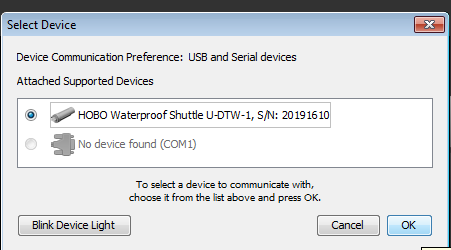 Select Device
Device Communication Preference: USB and Serial devices
Attached Supported Devices
HOBO Waterproof Shuttle U-DTW-1, S/N: 20191610
No device found (COM1)
To select a device to communicate with,
choose it from the list above and press OK.
Blink Device Light
Cancel
OK